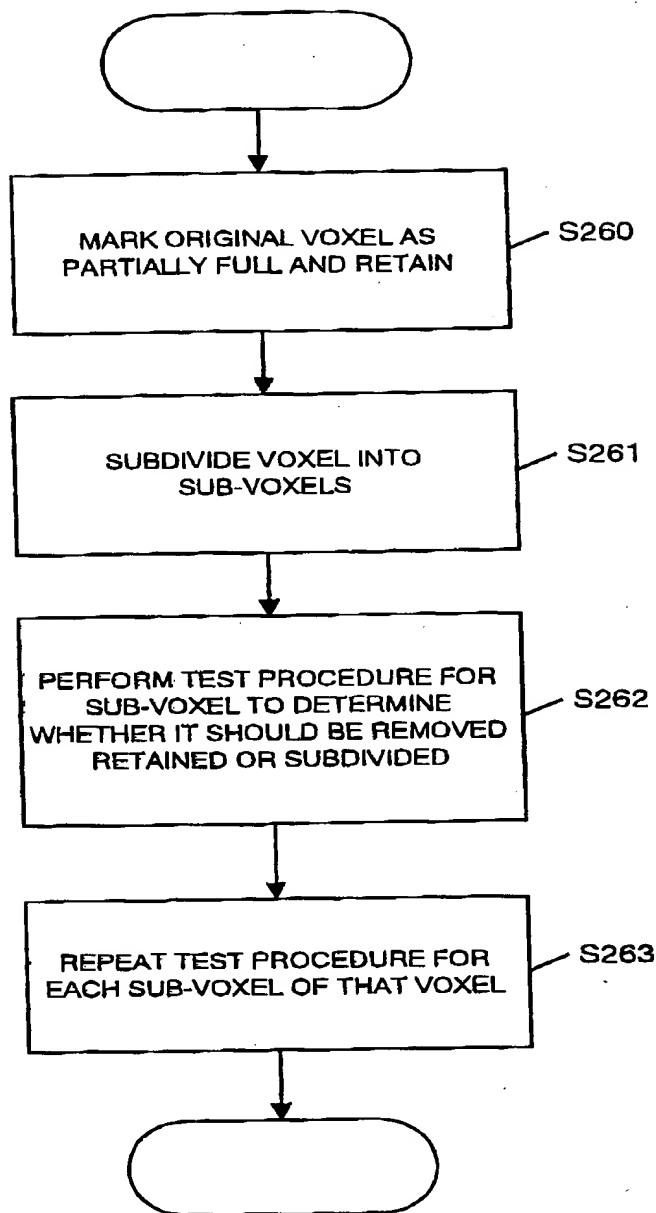 MARK ORIGINAL VOXEL AS
PARTIALLY FULL AND RETAIN
S260
SUBDIVIDE VOXEL INTO
SUB-VOXELS
S261
PERFORM TEST PROCEDURE FOR
SUB-VOXEL TO DETERMINE
WHETHER IT SHOULD BE REMOVED
RETAINED OR SUBDIVIDED
S262
REPEAT TEST PROCEDURE FOR
EACH SUB-VOXEL OF THAT VOXEL
S263